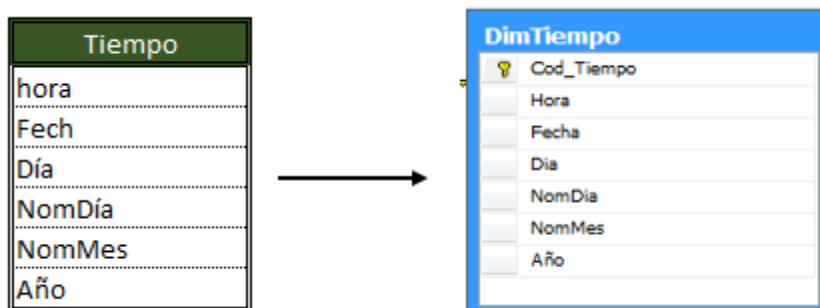 Tiempo
hora
Fech
Día
NomDía
NomMes
Año
DimTiempo
Cod_Tiempo
Hora
Fecha
Dia
NomDia
NomMes
Año